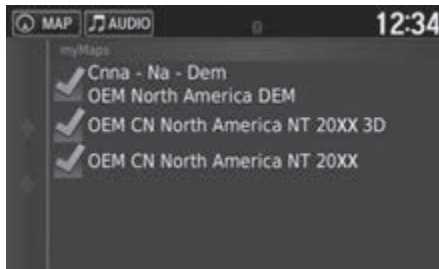 MAP AUDIO 12:34
myMaps
Cnna - Na - Dem
OEM North America DEM
OEM CN North America NT 20XX 3D
OEM CN North America NT 20XX